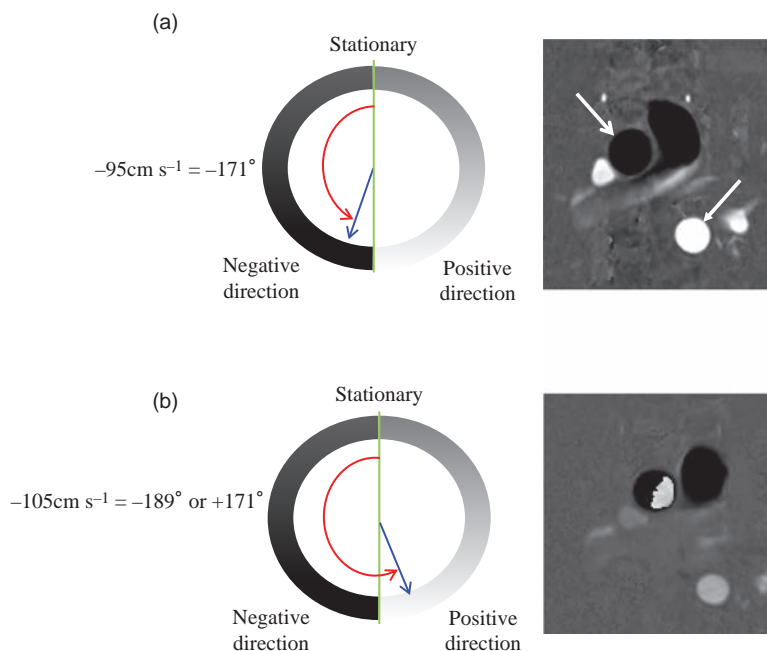 (a)
Stationary
–95cm s⁻¹ = –171°
Negative
direction
Positive
direction
(b)
Stationary
–105cm s⁻¹ = –189° or +171°
Negative
direction
Positive
direction